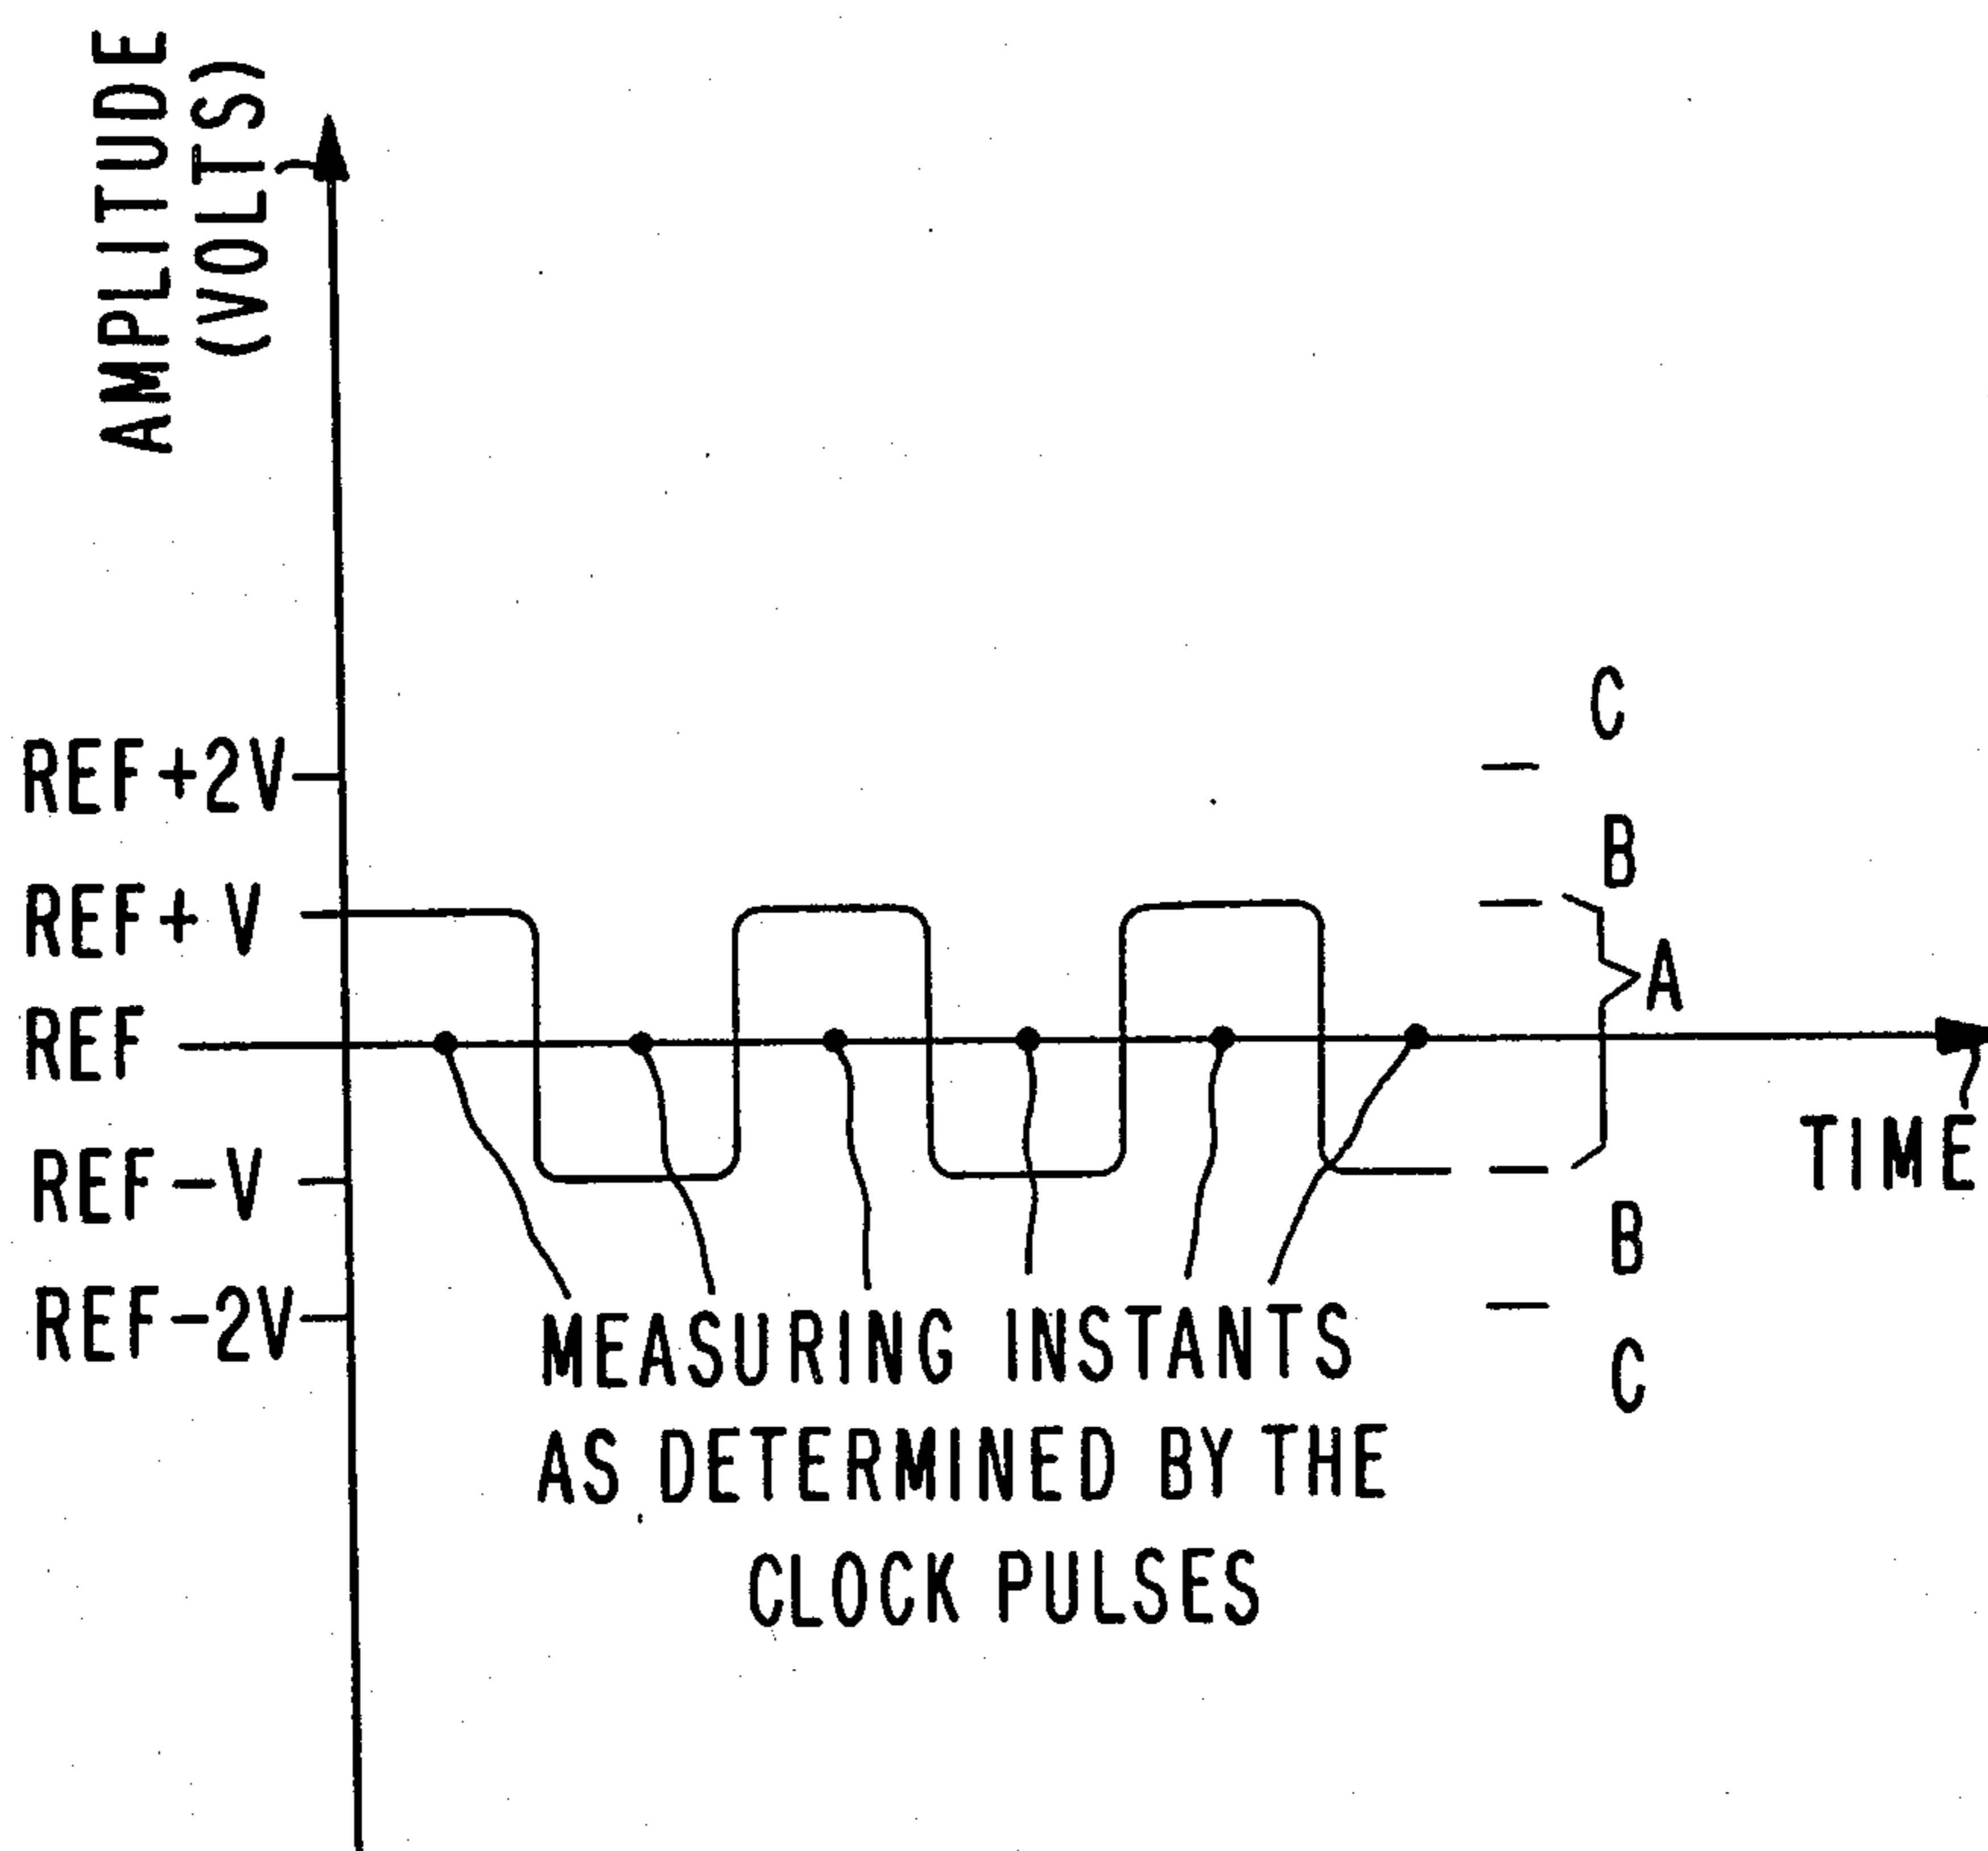 AMPLITUDE
(VOLTS)
C
REF+2V
B
REF+ V
A
REF
TIME
REF-V
B
REF-2V
C
MEASURING INSTANTS
AS DETERMINED BY THE
CLOCK PULSES